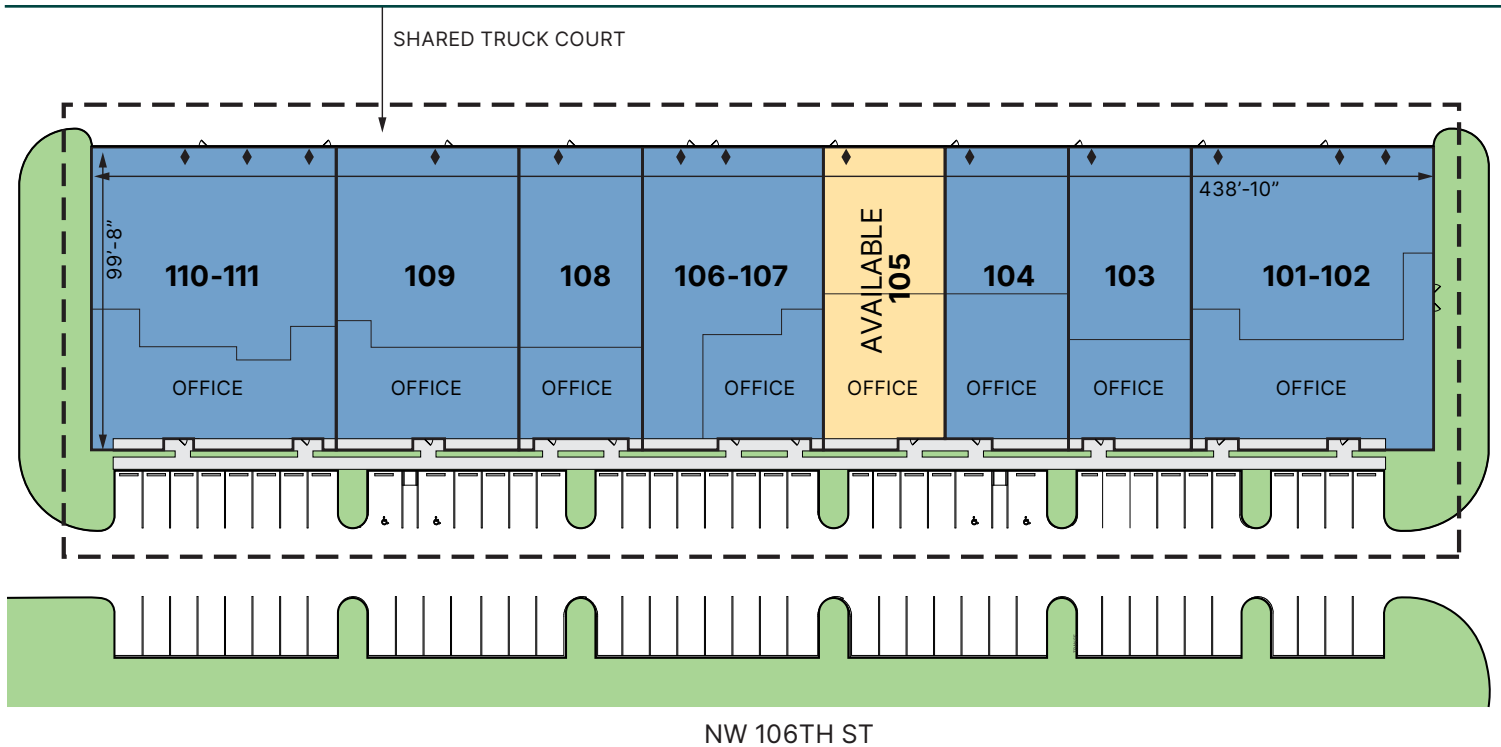 SHARED TRUCK COURT
438’-10”
99’-8”
110-111
109
108
106-107
AVAILABLE
105
104
103
101-102
OFFICE
OFFICE
OFFICE
OFFICE
OFFICE
OFFICE
OFFICE
OFFICE
NW 106TH ST